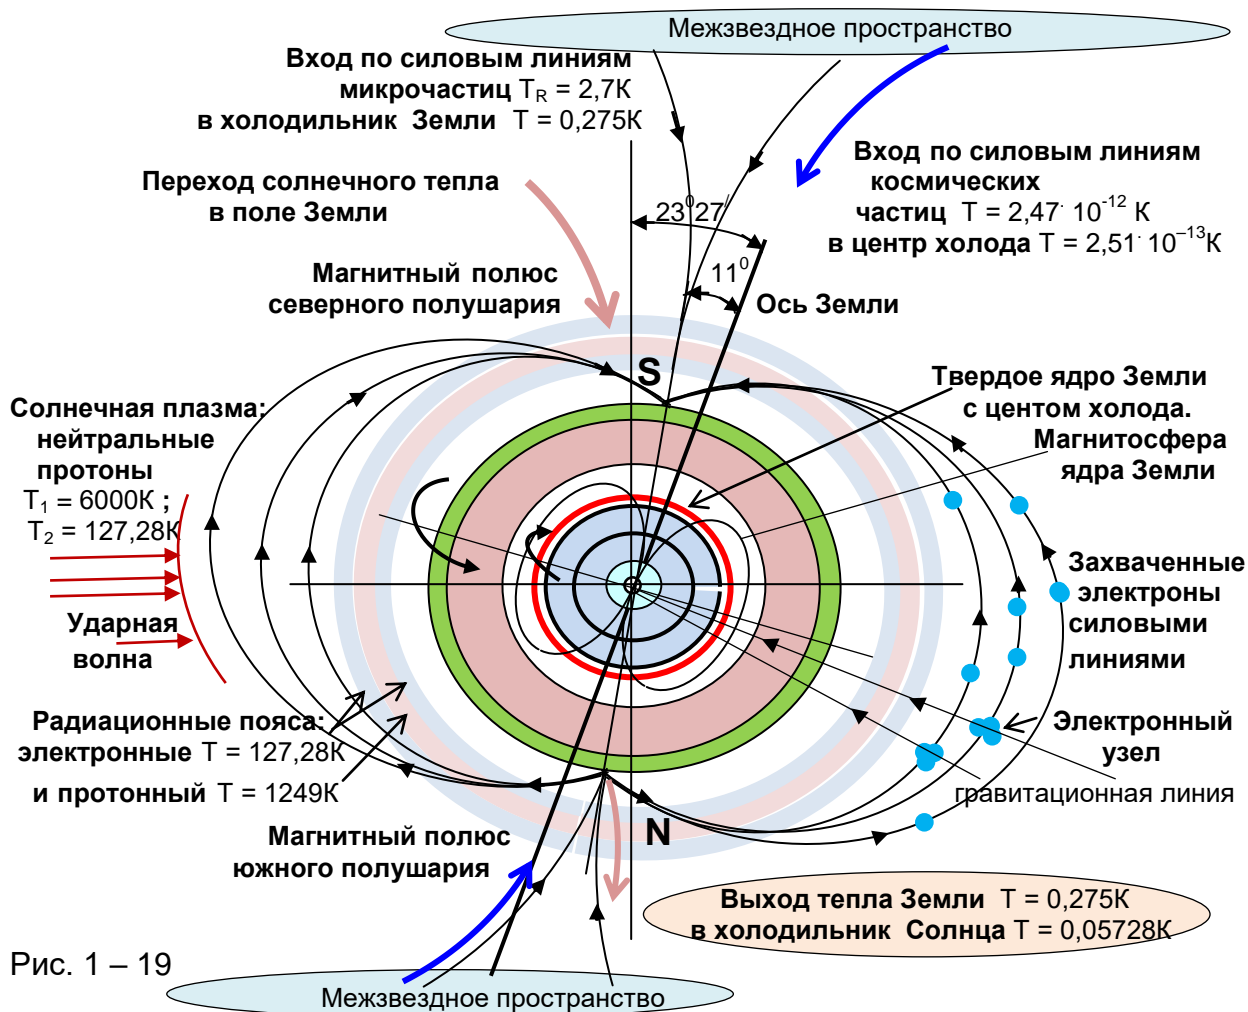 Межзвездное пространство
Вход по силовым линиям
микрочастиц T_R = 2,7К
в холодильник Земли T = 0,275К
Вход по силовым линиям
космических
частиц T = 2,47· 10^-12 К
в центр холода T = 2,51· 10^–13К
Переход солнечного тепла
в поле Земли
23^0 27^/
11^0
Магнитный полюс
северного полушария
Ось Земли
S
Твердое ядро Земли
с центом холода.
Магнитосфера
ядра Земли
Солнечная плазма:
нейтральные
протоны
T_1 = 6000К ;
T_2 = 127,28К
Ударная
волна
Захваченные
электроны
силовыми
линиями
Радиационные пояса:
электронные T = 127,28К
и протонный T = 1249К
Электронный
узел
гравитационная линия
N
Магнитный полюс
южного полушария
Выход тепла Земли T = 0,275К
в холодильник Солнца T = 0,05728К
Рис. 1 – 19
Межзвездное пространство